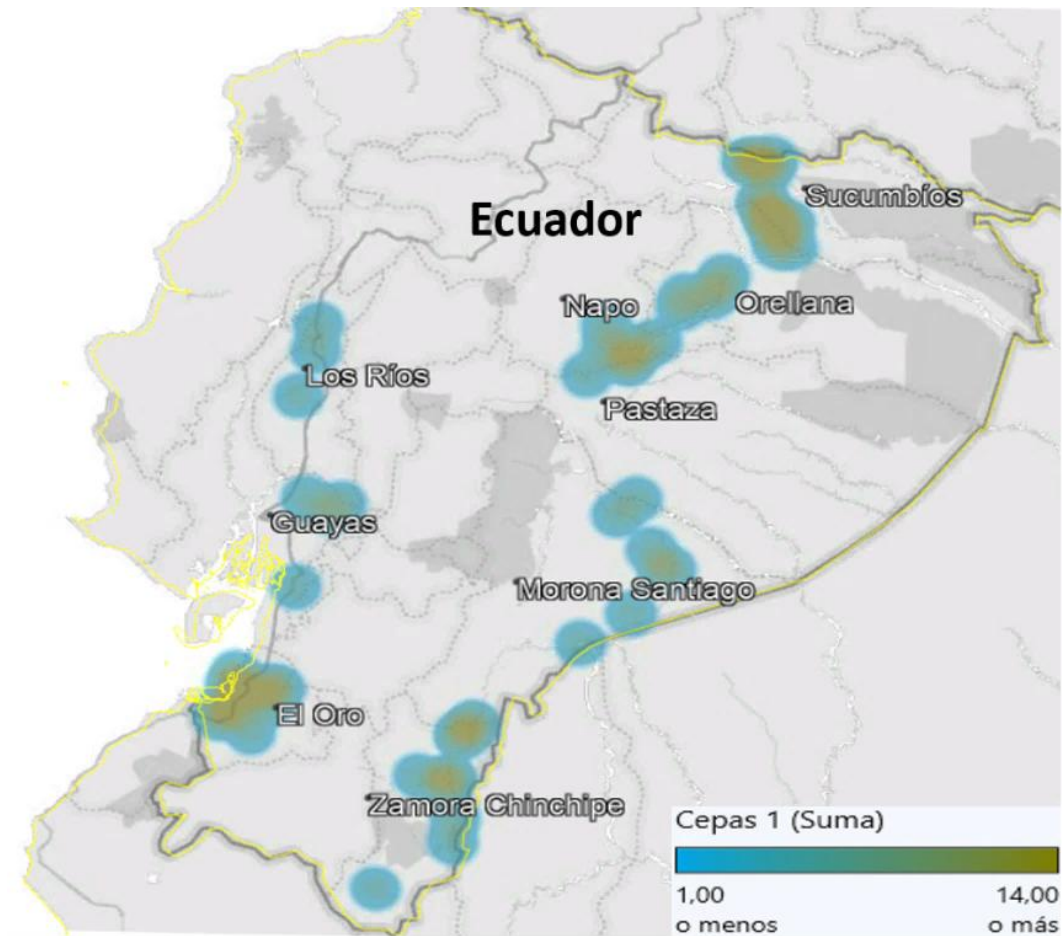 Sucumbíos
Ecuador
Napo
Orellana
Los Ríos
Pastaza
Guayas
Morona Santiago
El Oro
Zamora Chinchipe
Cepas 1 (Suma)
1,00
14,00
o menos
o más